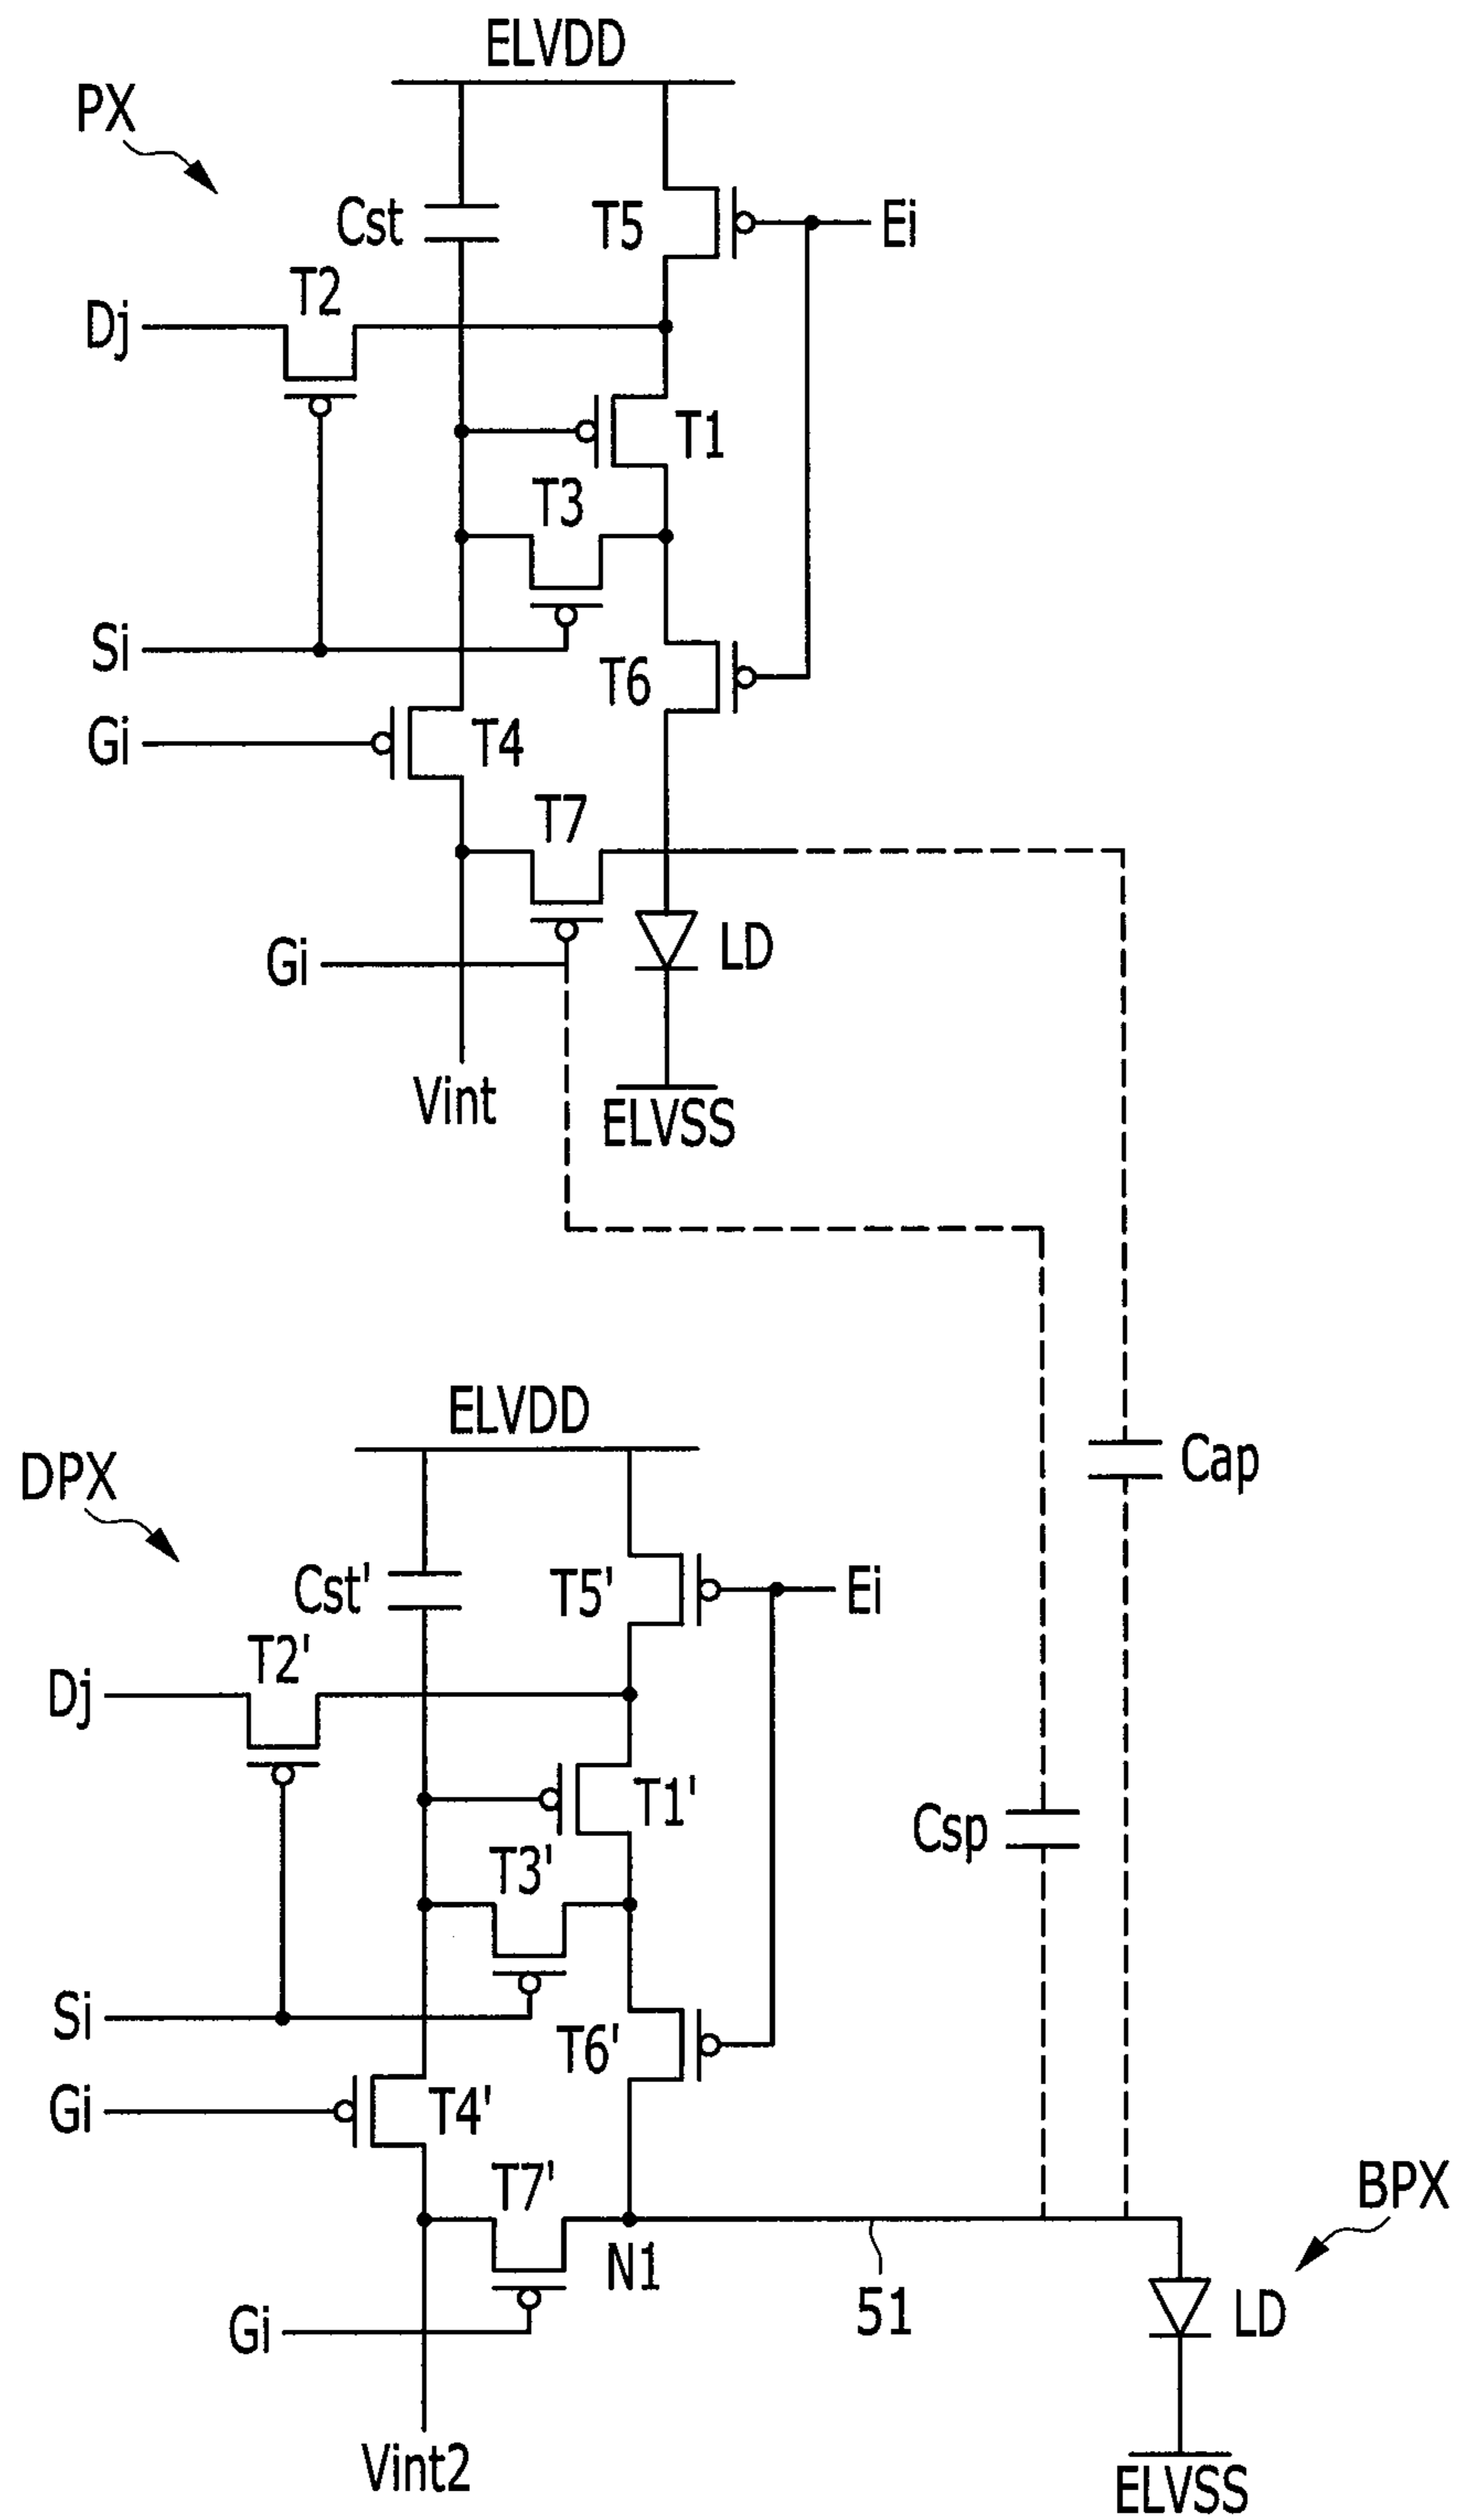 ELVDD
PX
Cst
T5
Ei
T2
Dj
T1
T3
Si
T6
Gi
T4
T7
LD
Gi
Vint
ELVSS
ELVDD
Cap
DPX
Cst'
T5'
Ei
T2'
Dj
T1'
Csp
T3'
Si
T6'
Gi
T4'
T7'
BPX
N1
51
LD
Gi
Vint2
ELVSS